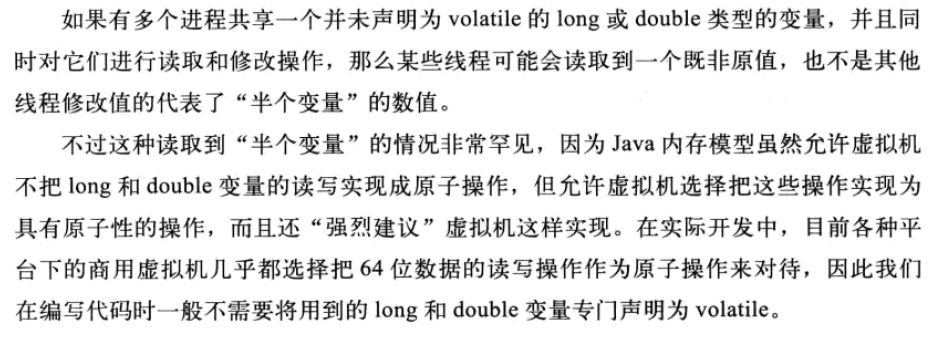 如果有多个进程共享一个并未声明为 volatile 的 long 或 double 类型的变量，并且同
时对它们进行读取和修改操作，那么某些线程可能会读取到一个既非原值，也不是其他
线程修改值的代表了“半个变量”的数值。
不过这种读取到“半个变量”的情况非常罕见，因为 Java 内存模型虽然允许虚拟机
不把 long 和 double 变量的读写实现成原子操作，但允许虚拟机选择把这些操作实现为
具有原子性的操作，而且还“强烈建议”虚拟机这样实现。在实际开发中，目前各种平
台下的商用虚拟机几乎都选择把 64 位数据的读写操作作为原子操作来对待，因此我们
在编写代码时一般不需要将用到的 long 和 double 变量专门声明为 volatile。